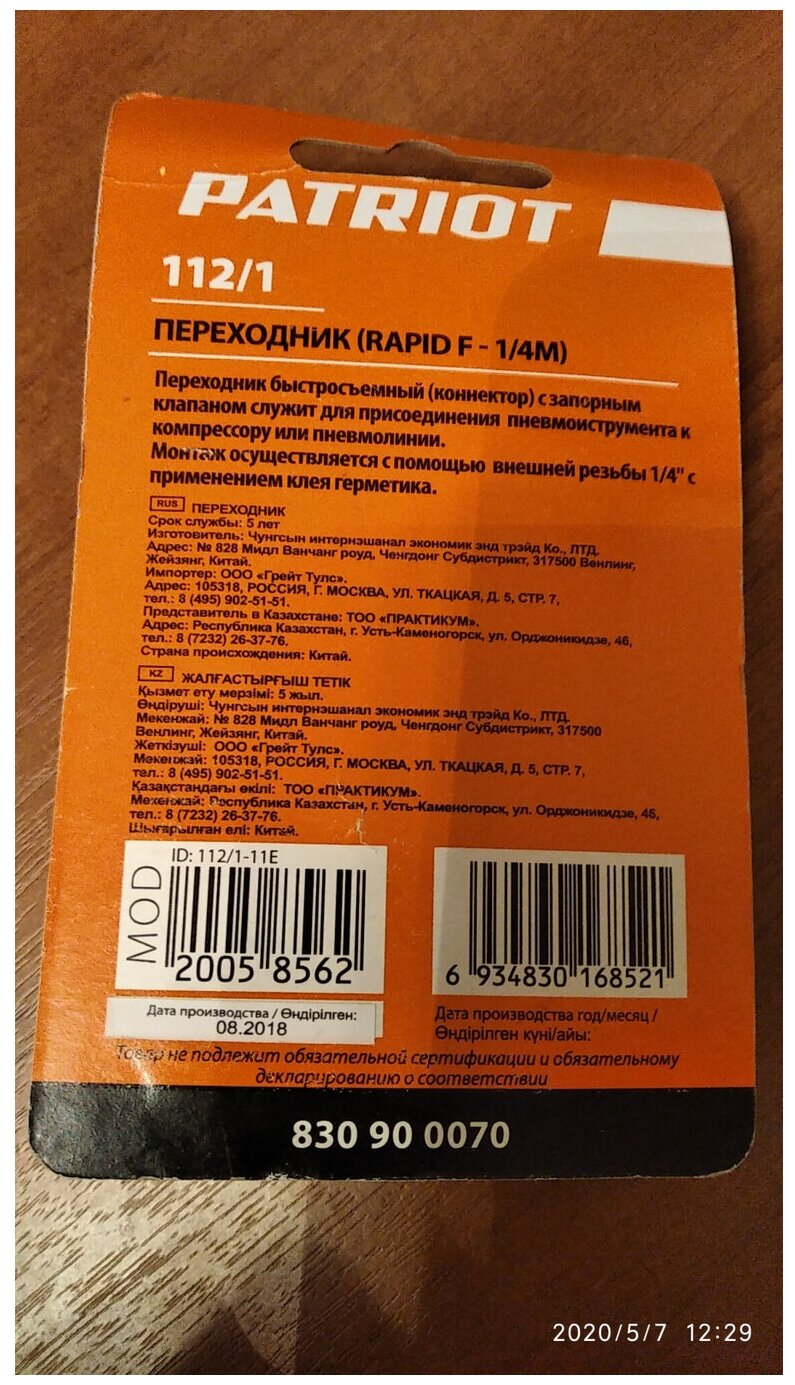 PATRIOT
112/1
ПЕРЕХОДНИК (RAPID F - 1/4M)
Переходник быстросъемный (коннектор) с запорным
клапаном служит для присоединения пневмоиструмента к
компрессору или пневмолинии.
Монтаж осуществляется с помощью внешней резьбы 1/4" с
применением клея герметика.
RUS ПЕРЕХОДНИК
Срок службы: 5 лет
Изготовитель: Чунгсын интернэшанал экономик энд трэйд Ко., ЛТД.
Адрес: № 828 Мидл Ванчанг роуд, Ченгдонг Субдистрикт, 317500 Венлинг,
Жейзянг, Китай.
Импортер: ООО «Грейт Тулс».
Адрес: 105318, РОССИЯ, Г. МОСКВА, УЛ. ТКАЦКАЯ, Д. 5, СТР. 7,
тел.: 8 (495) 902-51-51.
Представитель в Казахстане: ТОО «ПРАКТИКУМ».
Адрес: Республика Казахстан, г. Усть-Каменогорск, ул. Орджоникидзе, 46,
тел.: 8 (7232) 26-37-76.
Страна происхождения: Китай.
KZ ЖАЛҒАСТЫРҒЫШ ТЕТІК
Қызмет ету мерзімі: 5 жыл.
Өндіруші: Чунгсын интернэшанал экономик энд трэйд Ко., ЛТД.
Мекенжай: № 828 Мидл Ванчанг роуд, Ченгдонг Субдистрикт, 317500
Венлинг, Жейзянг, Китай.
Жеткізуші: ООО «Грейт Тулс».
Мекенжай: 105318, РОССИЯ, Г. МОСКВА, УЛ. ТКАЦКАЯ, Д. 5, СТР. 7,
тел.: 8 (495) 902-51-51.
Қазақстандағы өкілі: ТОО «ПРАКТИКУМ».
Мекенжай: Республика Казахстан, г. Усть-Каменогорск, ул. Орджоникидзе, 46,
тел.: 8 (7232) 26-37-76.
Шығарылған елі: Китай.
MOD
ID: 112/1-11E
2005 8562
6 934830 168521
Дата производства / Өндірілген:
08.2018
Дата производства год/месяц /
Өндірілген күні/айы:
Товар не подлежит обязательной сертификации и обязательному
декларированию о соответствии
830 90 0070
2020/5/7 12:29